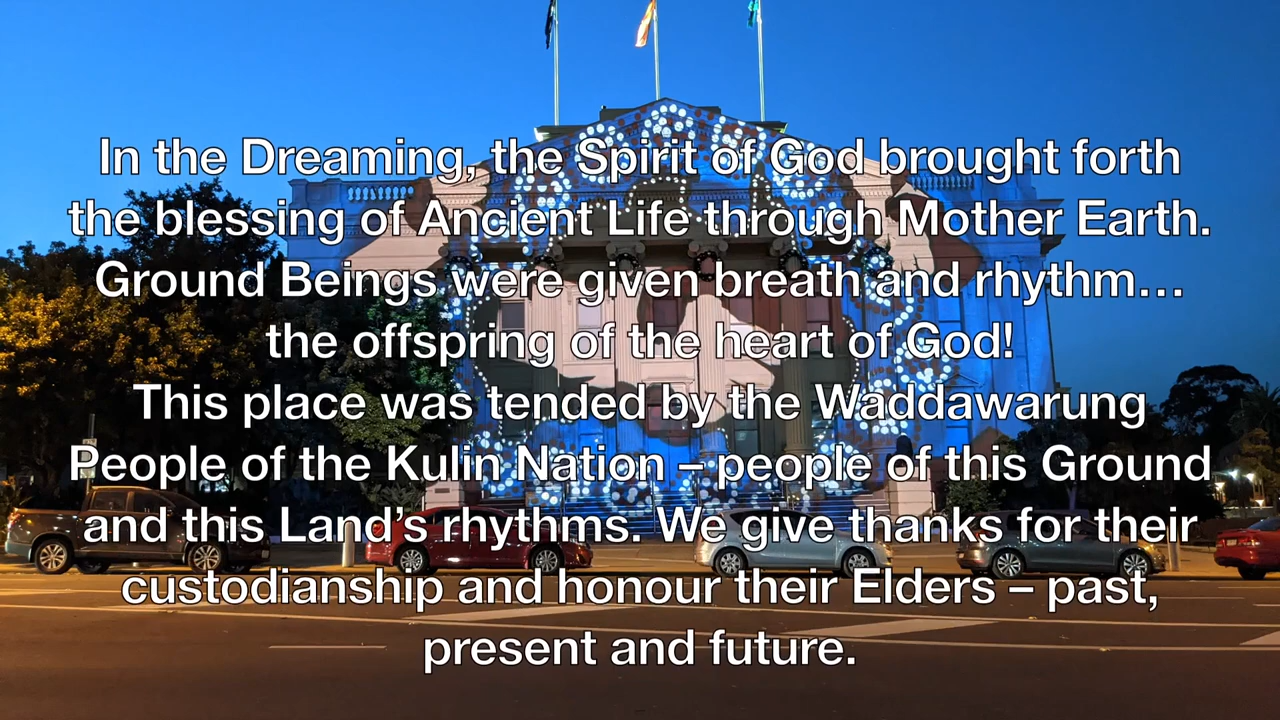 In the Dreaming, the Spirit of God brought forth
the blessing of Ancient Life through Mother Earth.
Ground Beings were given breath and rhythm…
the offspring of the heart of God!
This place was tended by the Waddawarung
People of the Kulin Nation – people of this Ground
and this Land’s rhythms. We give thanks for their
custodianship and honour their Elders – past,
present and future.